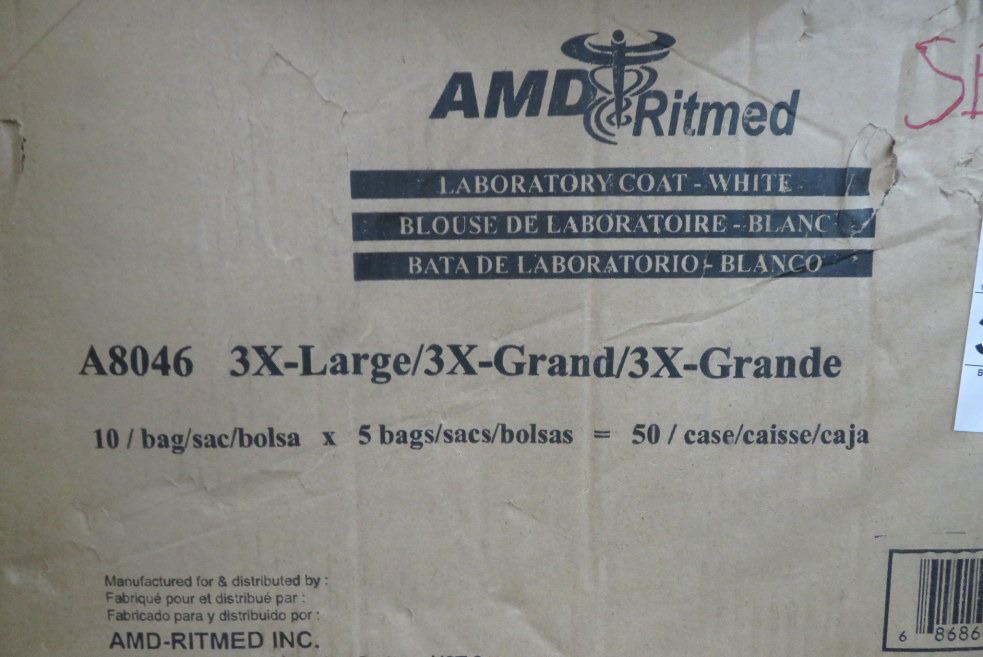 AMD Ritmed
LABORATORY COAT - WHITE
BLOUSE DE LABORATOIRE - BLANC
BATA DE LABORATORIO - BLANCO
A8046 3X-Large/3X-Grand/3X-Grande
10 / bag/sac/bolsa x 5 bags/sacs/bolsas = 50 / case/caisse/caja
Manufactured for & distributed by :
Fabriqué pour et distribué par :
Fabricado para y distribuido por :
AMD-RITMED INC.
6 8686